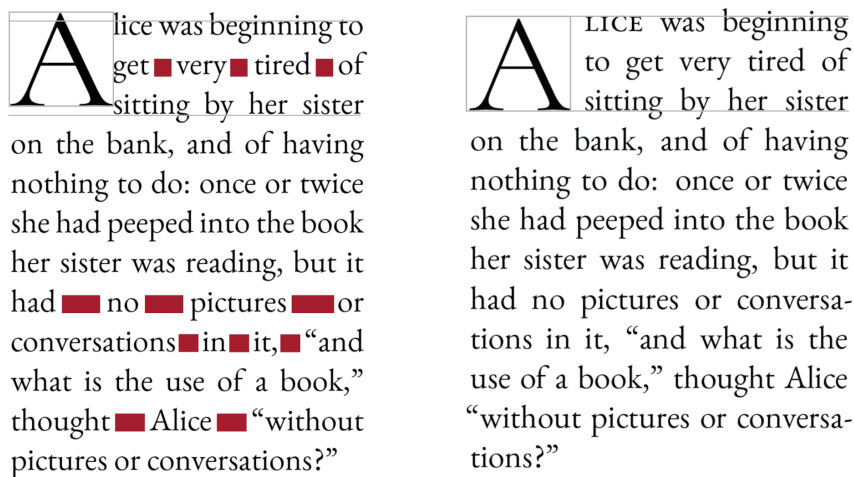 Alice was beginning to
get very tired of
sitting by her sister
on the bank, and of having
nothing to do: once or twice
she had peeped into the book
her sister was reading, but it
had no pictures or
conversations in it, “and
what is the use of a book,”
thought Alice “without
pictures or conversations?”
ALICE was beginning
to get very tired of
sitting by her sister
on the bank, and of having
nothing to do: once or twice
she had peeped into the book
her sister was reading, but it
had no pictures or conversa-
tions in it, “and what is the
use of a book,” thought Alice
“without pictures or conversa-
tions?”